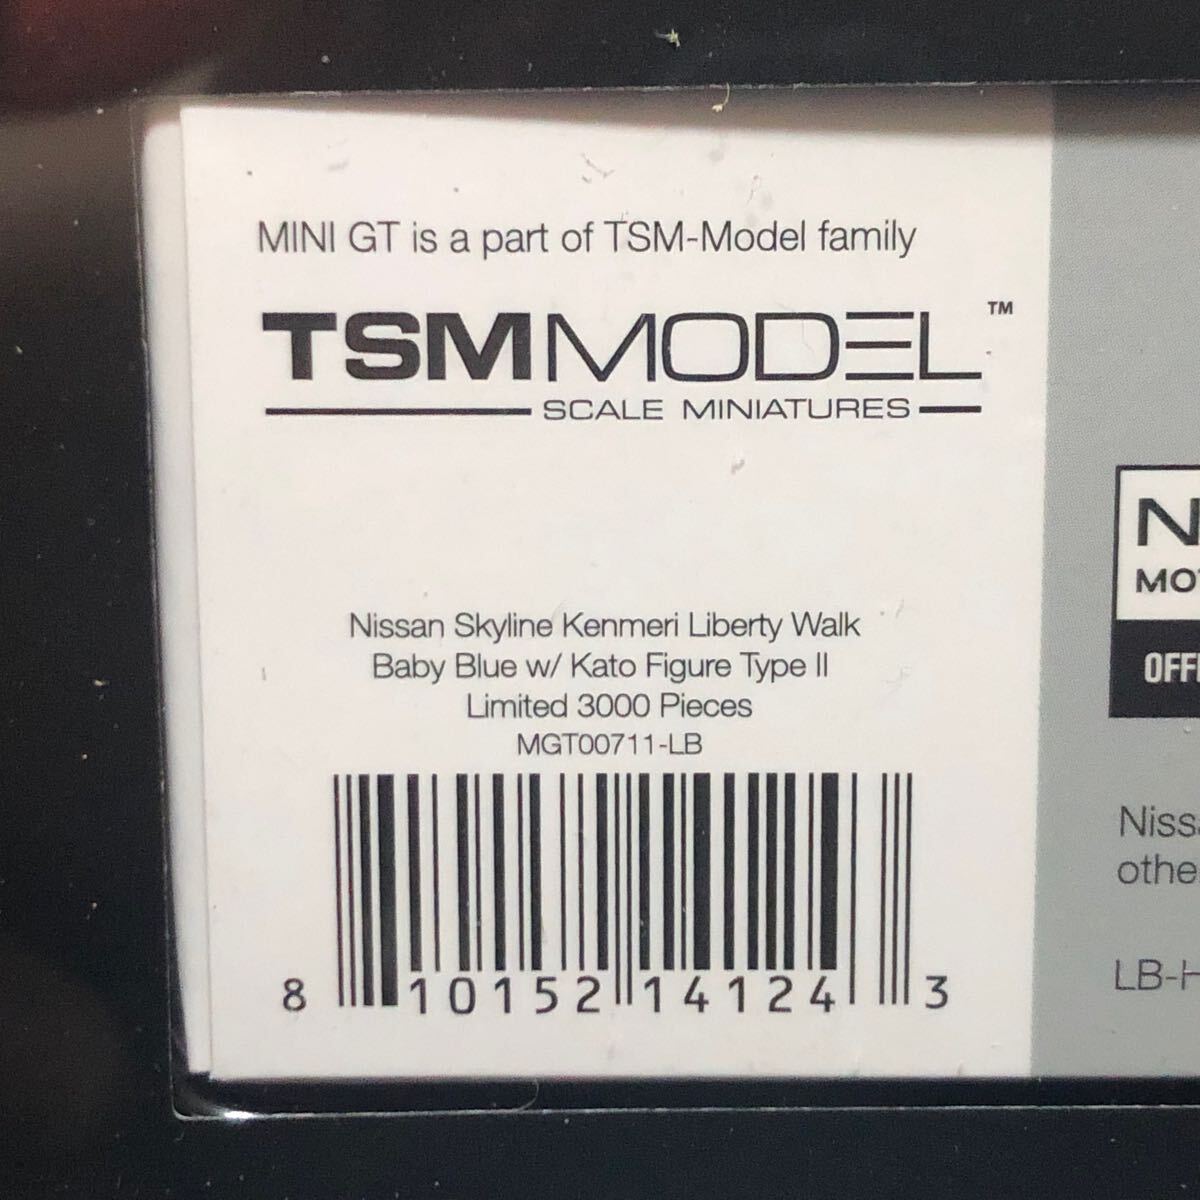 MINI GT is a part of TSM-Model family
TSMMODEL™
SCALE MINIATURES
Nissan Skyline Kenmeri Liberty Walk
Baby Blue w/ Kato Figure Type II
Limited 3000 Pieces
MGT00711-LB
8 10152 14124 3
N
MO
OFF
Niss
othe
LB-H